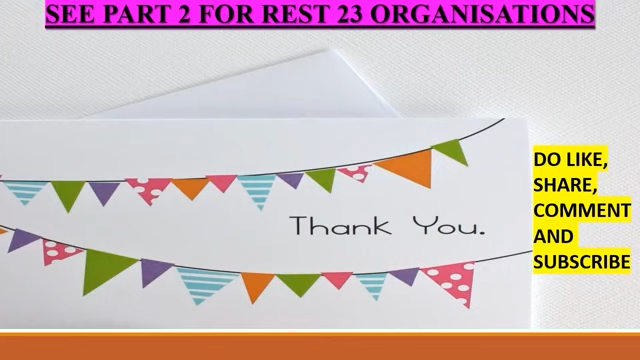 SEE PART 2 FOR REST 23 ORGANISATIONS
Thank You.
DO LIKE,
SHARE,
COMMENT
AND
SUBSCRIBE